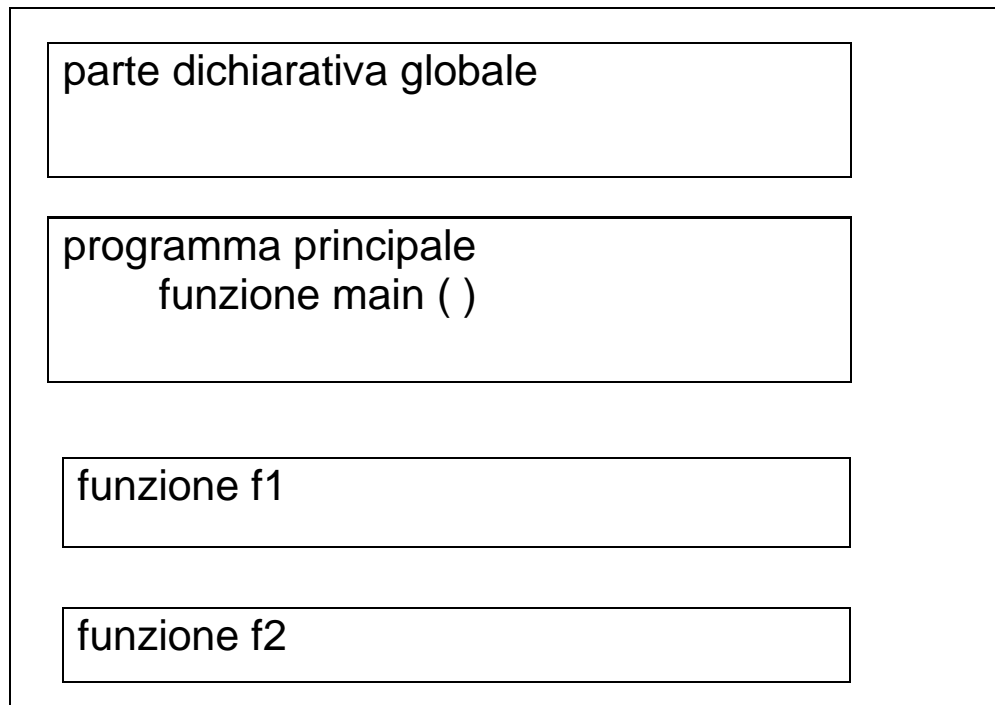 parte dichiarativa globale
programma principale
funzione main ( )
funzione f1
funzione f2